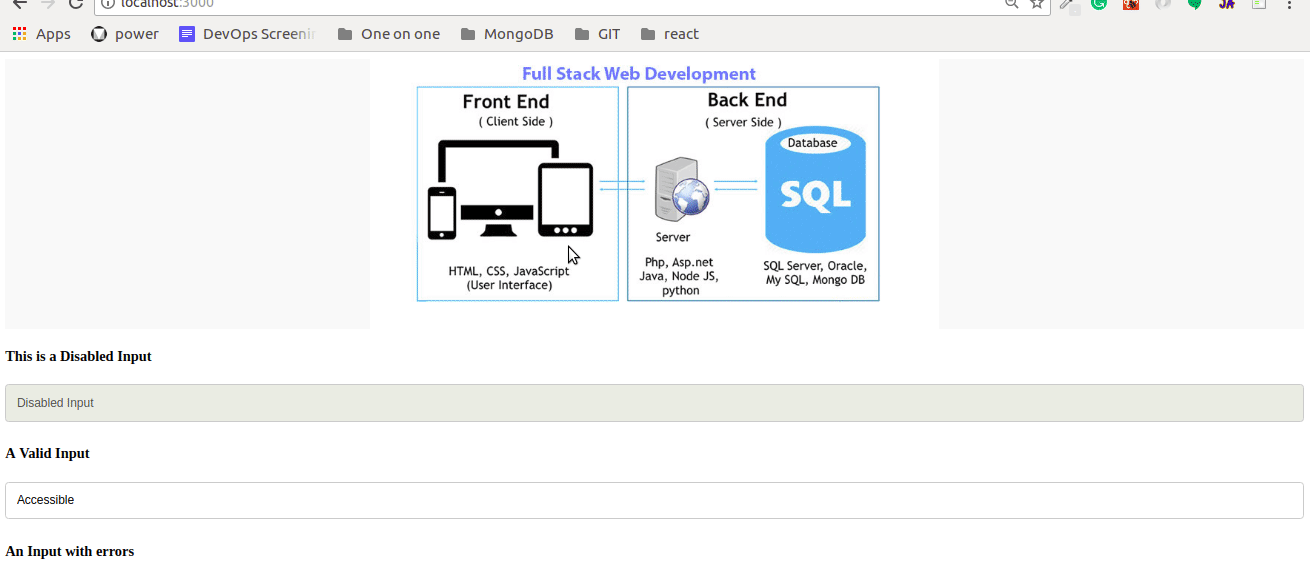 localhost:3000
Apps power DevOps Screenin One on one MongoDB GIT react
Full Stack Web Development
Front End
( Client Side )
HTML, CSS, JavaScript
(User Interface)
Back End
( Server Side )
Server
Php, Asp.net
Java, Node JS,
python
Database
SQL
SQL Server, Oracle,
My SQL, Mongo DB
This is a Disabled Input
Disabled Input
A Valid Input
Accessible
An Input with errors